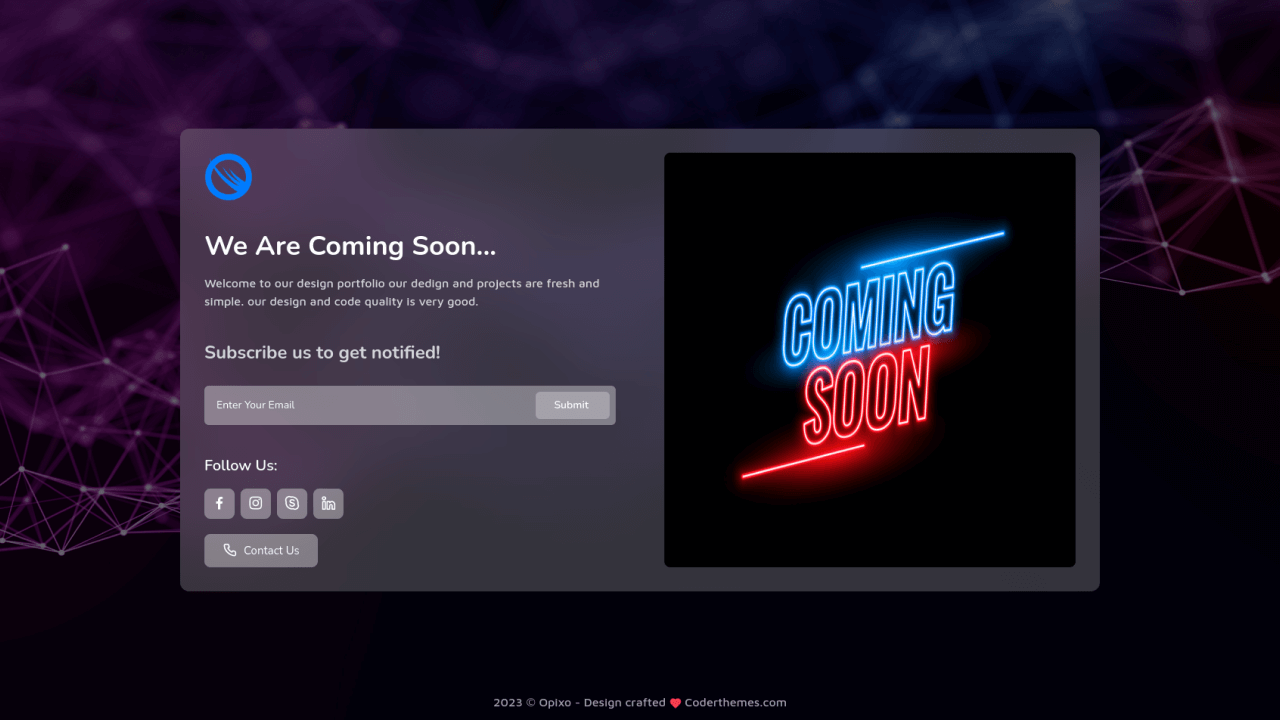 We Are Coming Soon...
Welcome to our design portfolio our dedign and projects are fresh and
simple. our design and code quality is very good.
Subscribe us to get notified!
Enter Your Email
Submit
Follow Us:
Contact Us
COMING
SOON
2023 © Opixo - Design crafted ❤ Coderthemes.com